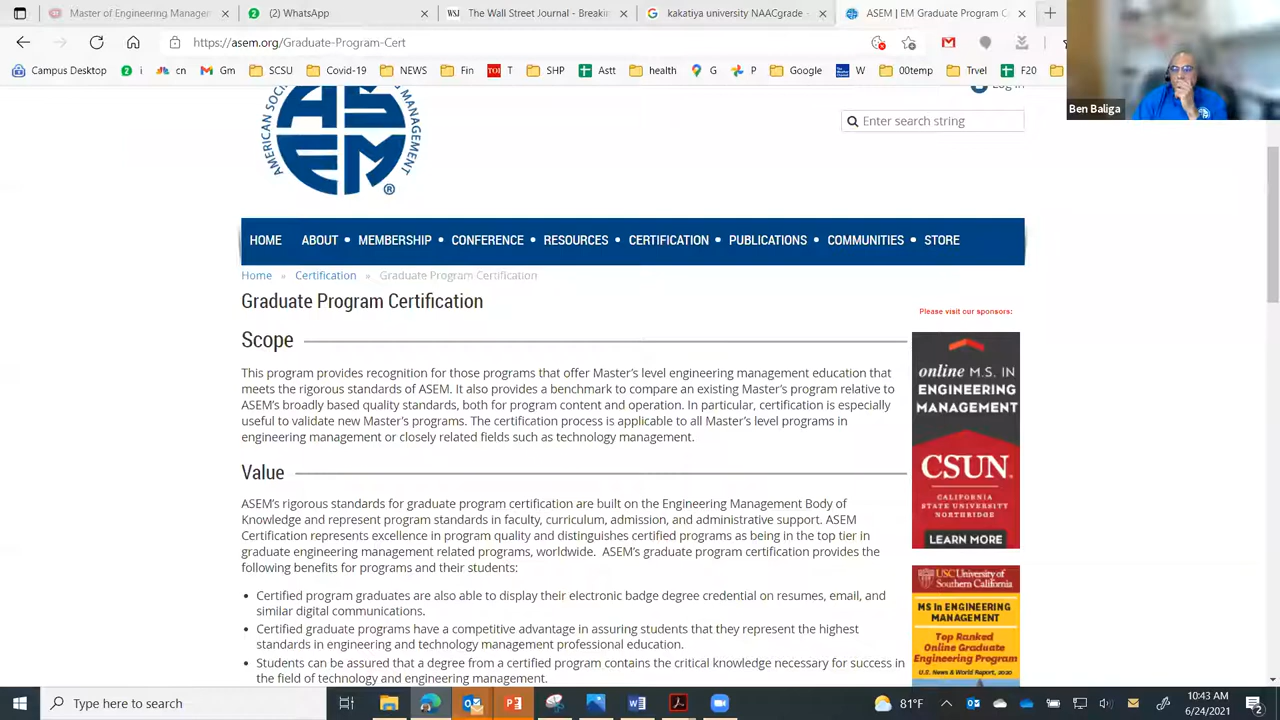 Master of Engineering Manager
(2) WhatsApp
The Wall Street Journal - Breakin
kakatiya university NAACgrade -
ASEM | EM Graduate Program Cert
https://asem.org/Graduate-Program-Cert
Campus Desktop
i
cn
Gm
SCSU
Covid-19
NEWS
Fin
TOI
T
SHP
Astt
health
G
P
Google
the W
00temp
Trvel
F20
Ben Baliga
AMERICAN SOC
MANAGEMENT
AS
EM
®
Log in
Enter search string
HOME
ABOUT
MEMBERSHIP
CONFERENCE
RESOURCES
CERTIFICATION
PUBLICATIONS
COMMUNITIES
STORE
Home » Certification » Graduate Program Certification
Graduate Program Certification
Scope
This program provides recognition for those programs that offer Master's level engineering management education that
meets the rigorous standards of ASEM. It also provides a benchmark to compare an existing Master's program relative to
ASEM's broadly based quality standards, both for program content and operation. In particular, certification is especially
useful to validate new Master's programs. The certification process is applicable to all Master's level programs in
engineering management or closely related fields such as technology management.
Value
ASEM's rigorous standards for graduate program certification are built on the Engineering Management Body of
Knowledge and represent program standards in faculty, curriculum, admission, and administrative support. ASEM
Certification represents excellence in program quality and distinguishes certified programs as being in the top tier in
graduate engineering management related programs, worldwide. ASEM's graduate program certification provides the
following benefits for programs and their students:
• Certified program graduates are also able to display their electronic badge degree credential on resumes, email, and
similar digital communications.
• Certified graduate programs have a competitive advantage in assuring students that they represent the highest
standards in engineering and technology management professional education.
• Students can be assured that a degree from a certified program contains the critical knowledge necessary for success in
the field of technology and engineering management.
Please visit our sponsors:
online M.S. IN
ENGINEERING
MANAGEMENT
CSUN
CALIFORNIA
STATE UNIVERSITY
NORTHRIDGE
LEARN MORE
USC University of
Southern California
MS in ENGINEERING
MANAGEMENT
Top Ranked
Online Graduate
Engineering Program
U.S. News & World Report, 2020
Type here to search
81°F
10:43 AM
6/24/2021
2